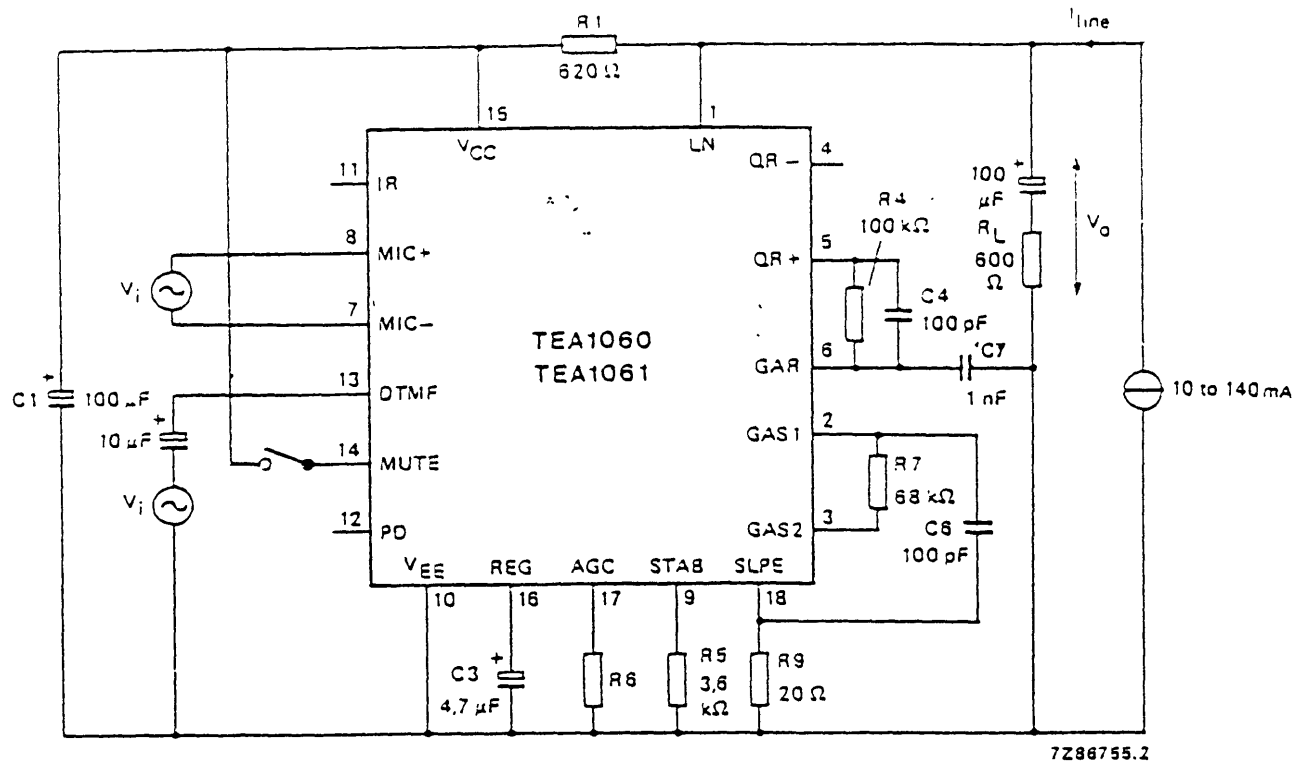 R1
620 Ω
I line
15
1
VCC
LN
11
IR
QR -
4
100 μF
Vo
R4
100 kΩ
8
MIC+
5
QR +
RL
600 Ω
Vi
C4
100 pF
7
MIC-
TEA1060
TEA1061
6
GAR
C7
1 nF
13
DTMF
C1
100 μF
10 μF
10 to 140 mA
2
GAS1
14
MUTE
R7
68 kΩ
Vi
12
PD
3
GAS2
C6
100 pF
VEE
REG
AGC
STAB
SLPE
10
16
17
9
18
C3
4,7 μF
R6
R5
3,6 kΩ
R9
20 Ω
7Z86755.2